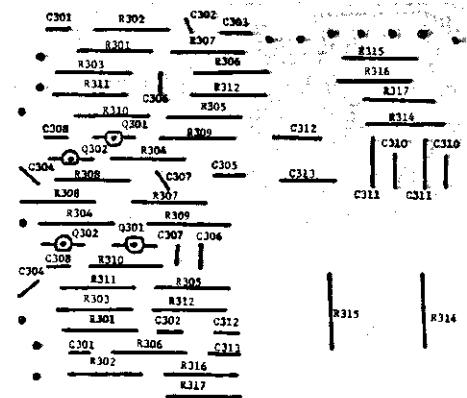 C301 R302 C302 C303
R301 R307 R315
R303 R306 R316
R311 C306 R312 R317
R310 R305 R314
C308 Q301 R309 C312 C310 C310
Q302 R304
C304 R308 C307 C305 C313
R308 R307 C311 C311
R304 R309
Q302 Q301 C307 C306
C308 R310
C304 R311 R305
R303 R312 R315 R314
R301 C302 C312
C301 R306 C313
R302 R316
R317